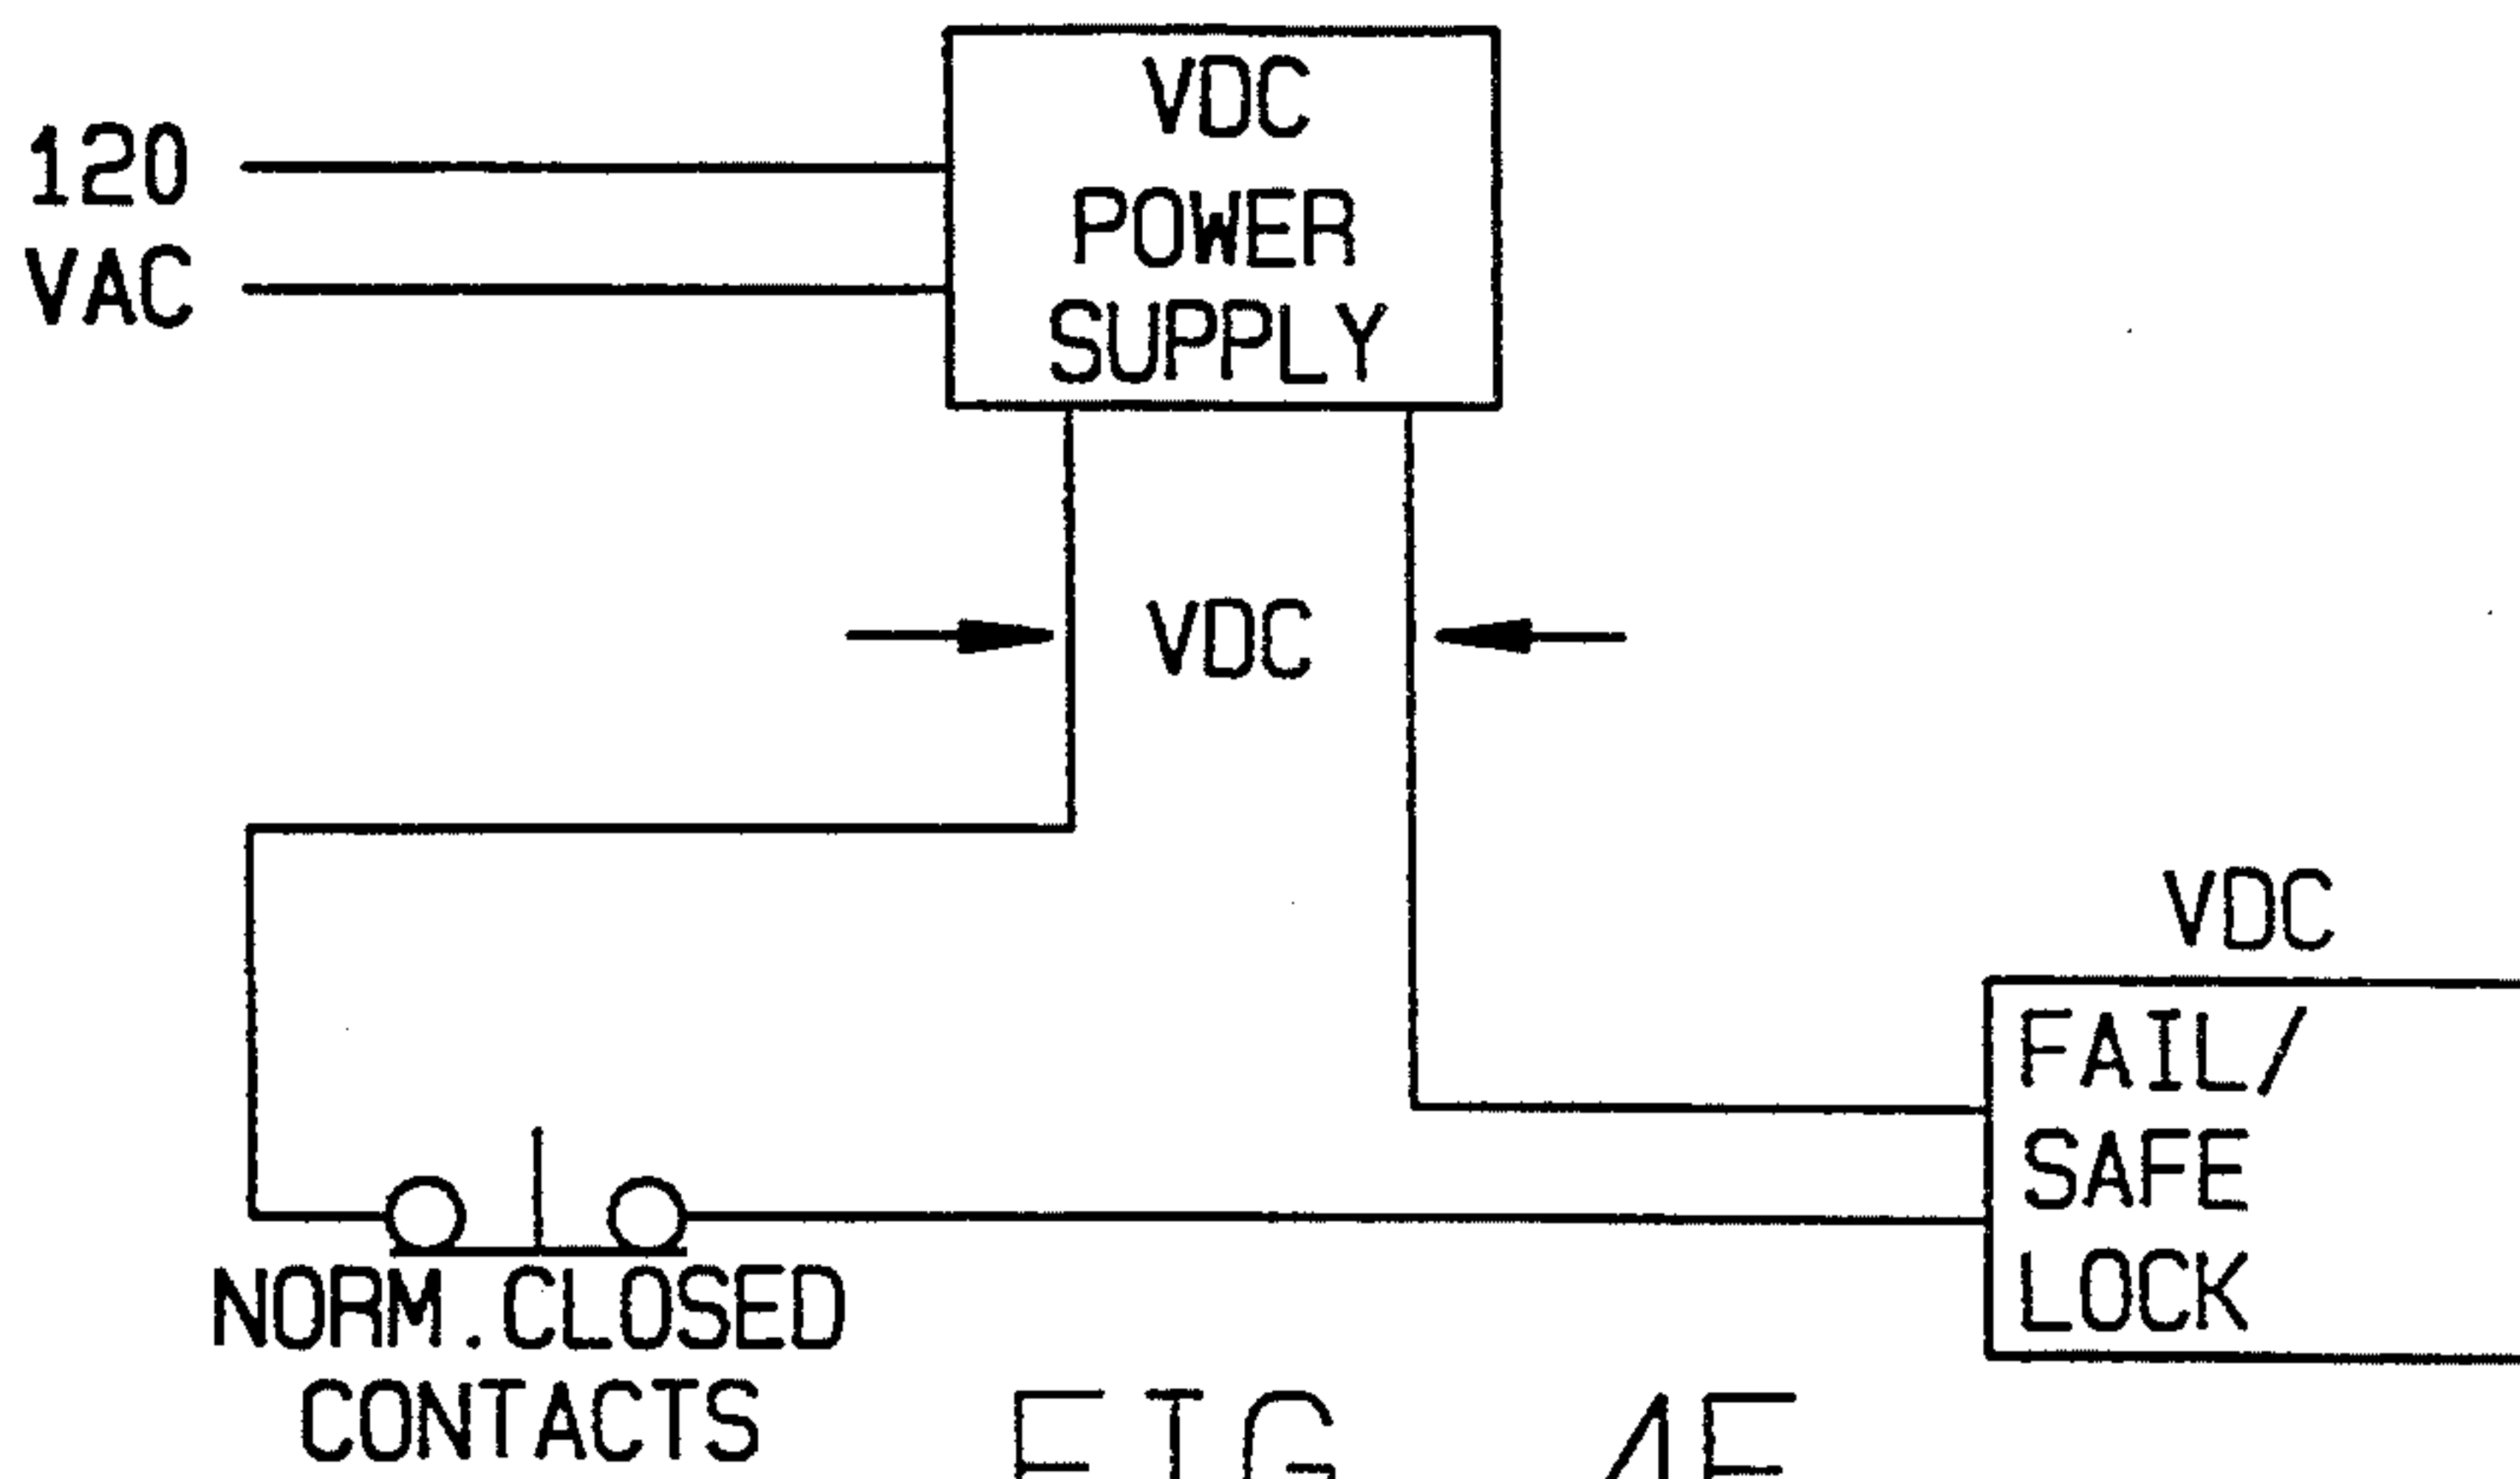 VDC
POWER
SUPPLY
120
VAC
VDC
VDC
FAIL/
SAFE
LOCK
NORM.CLOSED
CONTACTS